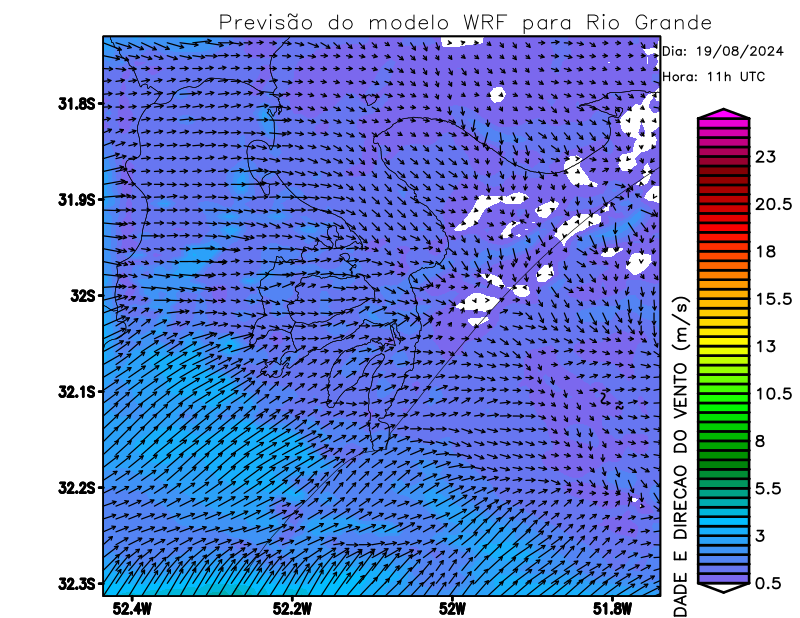 Previsão do modelo WRF para Rio Grande
Dia: 19/08/2024
Hora: 11h UTC
31.8S
31.9S
32S
32.1S
32.2S
32.3S
52.4W
52.2W
52W
51.8W
23
20.5
18
15.5
13
10.5
8
5.5
3
0.5
DADE E DIRECAO DO VENTO (m/s)